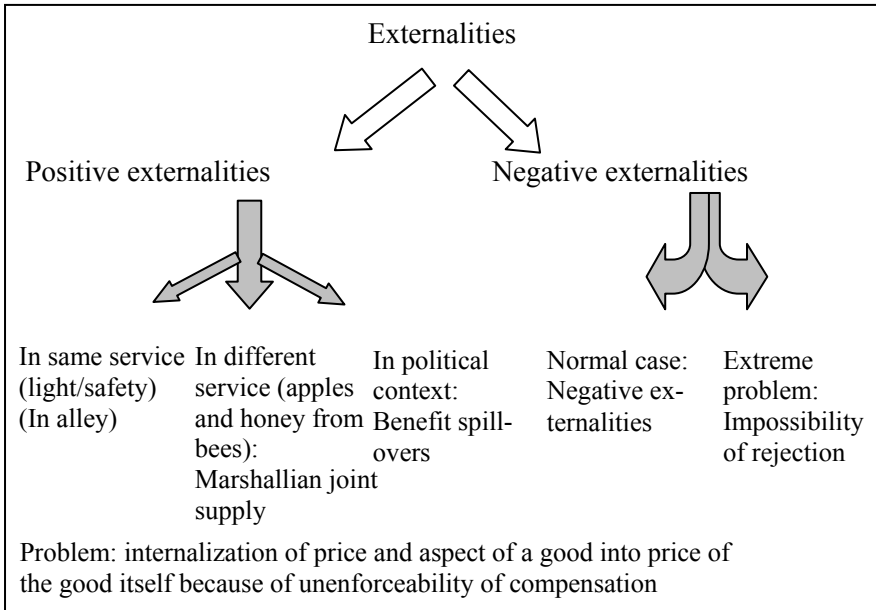 Externalities
Positive externalities
Negative externalities
In same service
(light/safety)
(In alley)
In different
service (apples
and honey from
bees):
Marshallian joint
supply
In political
context:
Benefit spill-
overs
Normal case:
Negative ex-
ternalities
Extreme
problem:
Impossibility
of rejection
Problem: internalization of price and aspect of a good into price of
the good itself because of unenforceability of compensation